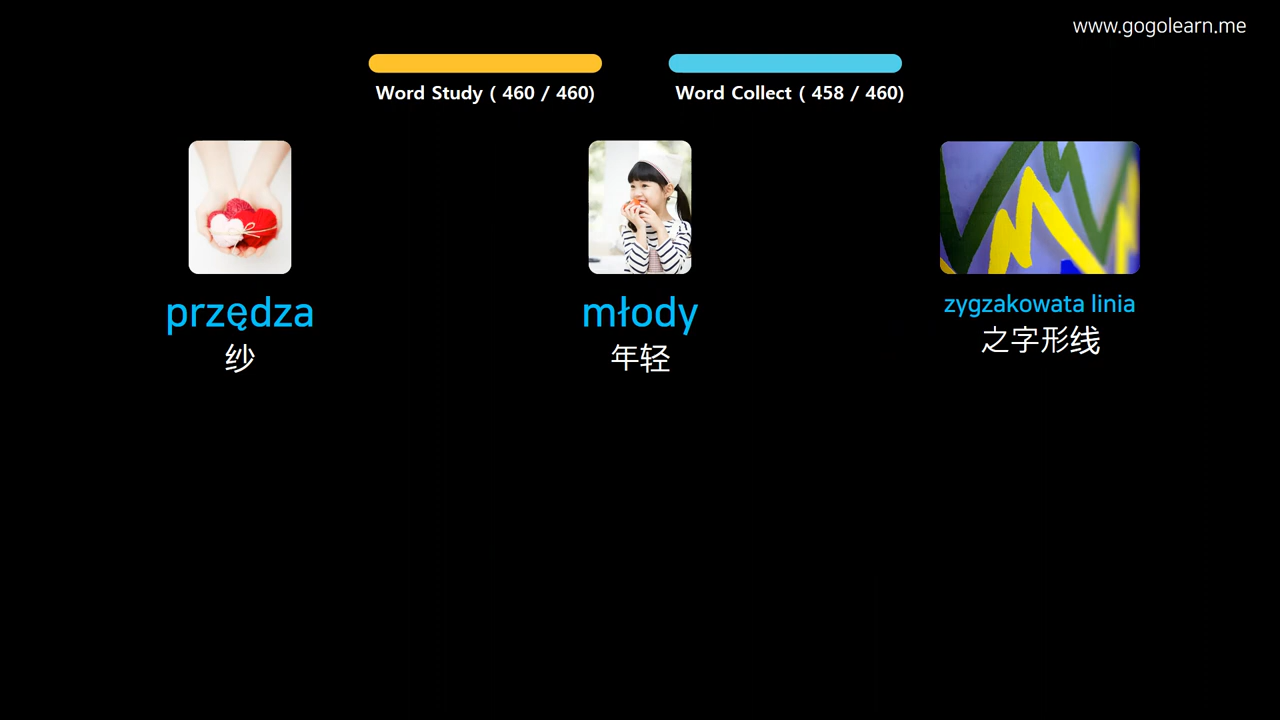 www.gogolearn.me
Word Study ( 460 / 460)
Word Collect ( 458 / 460)
przędza
纱
młody
年轻
zygzakowata linia
之字形线